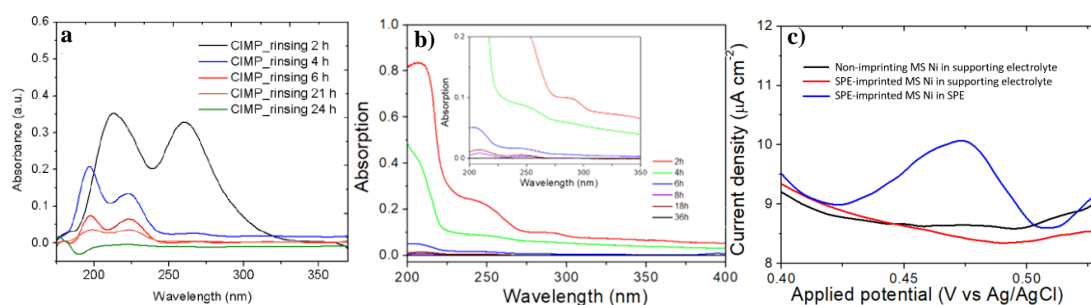 a
0.6
0.5
0.4
0.3
0.2
0.1
0.0
Absorbance (a.u.)
CIMP_rinsing 2 h
CIMP_rinsing 4 h
CIMP_rinsing 6 h
CIMP_rinsing 21 h
CIMP_rinsing 24 h
200 250 300 350
Wavelength (nm)
b)
1.0
0.8
0.6
0.4
0.2
0.0
Absorption
0.2
0.1
0.0
Absorption
200 250 300 350
Wavelength (nm)
2h
4h
6h
8h
18h
36h
200 250 300 350 400
Wavelength (nm)
c)
12
11
10
9
8
Current density (μA cm-2)
Non-imprinting MS Ni in supporting electrolyte
SPE-imprinted MS Ni in supporting electrolyte
SPE-imprinted MS Ni in SPE
0.40 0.45 0.50
Applied potential (V vs Ag/AgCl)